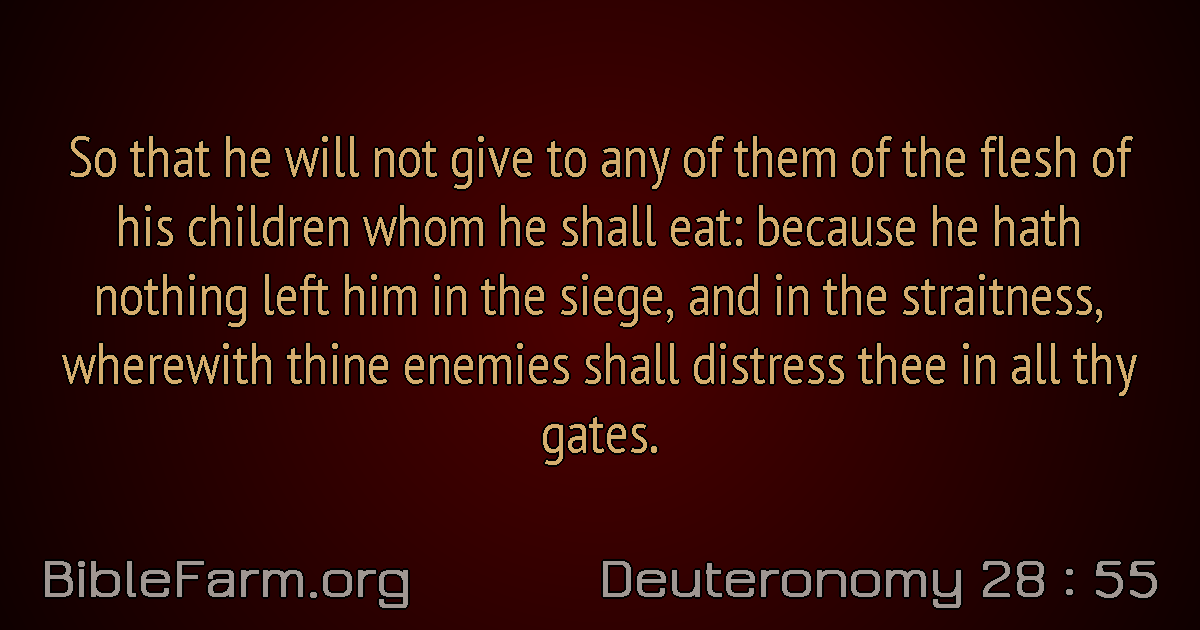 So that he will not give to any of them of the flesh of
his children whom he shall eat: because he hath
nothing left him in the siege, and in the straitness,
wherewith thine enemies shall distress thee in all thy
gates.
BibleFarm.org
Deuteronomy 28 : 55